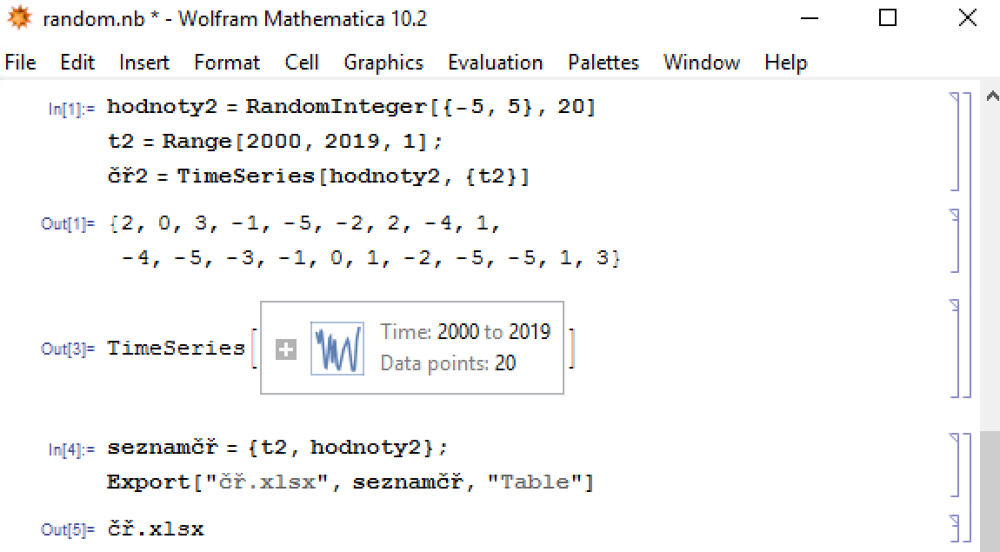 random.nb * - Wolfram Mathematica 10.2
File Edit Insert Format Cell Graphics Evaluation Palettes Window Help
In[1]:= hodnoty2 = RandomInteger[{-5, 5}, 20]
t2 = Range[2000, 2019, 1];
čř2 = TimeSeries[hodnoty2, {t2}]
Out[1]= {2, 0, 3, -1, -5, -2, 2, -4, 1,
-4, -5, -3, -1, 0, 1, -2, -5, -5, 1, 3}
Time: 2000 to 2019
Out[3]= TimeSeries[ ]
Data points: 20
In[4]:= seznamčř = {t2, hodnoty2};
Export["čř.xlsx", seznamčř, "Table"]
Out[5]= čř.xlsx